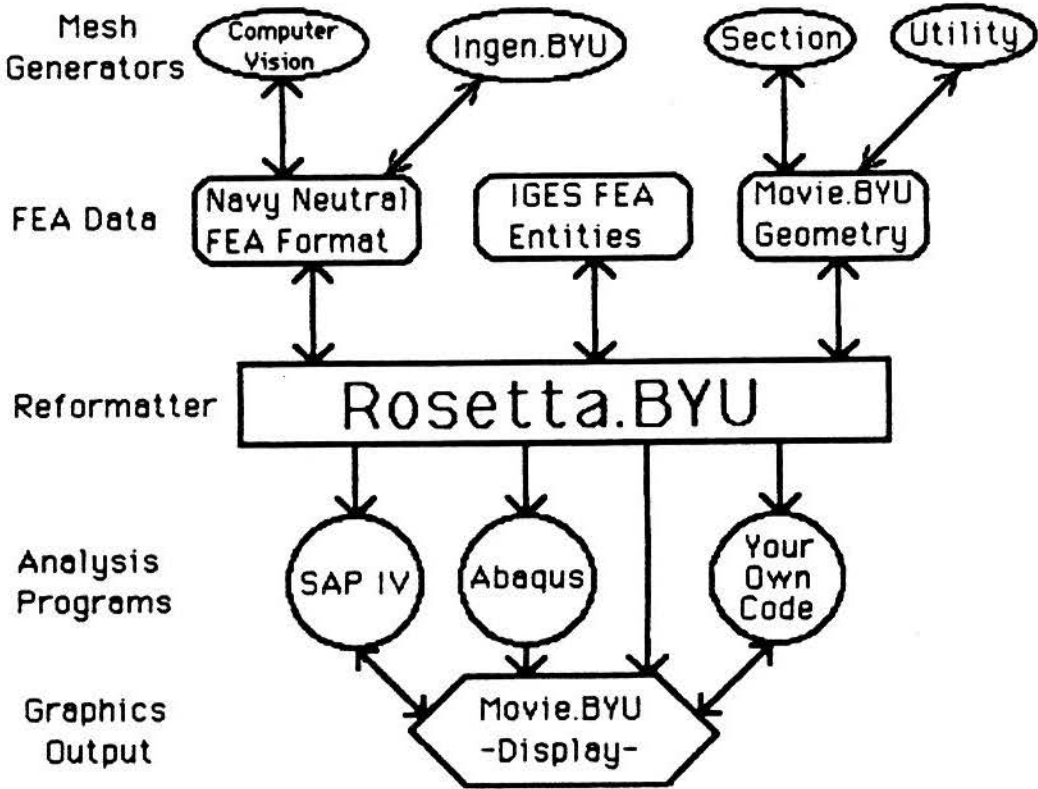 Mesh
Generators
Computer
Vision
Ingen.BYU
Section
Utility
FEA Data
Navy Neutral
FEA Format
IGES FEA
Entities
Movie.BYU
Geometry
Reformatter
Rosetta.BYU
Analysis
Programs
SAP IV
Abaqus
Your
Own
Code
Graphics
Output
Movie.BYU
-Display-